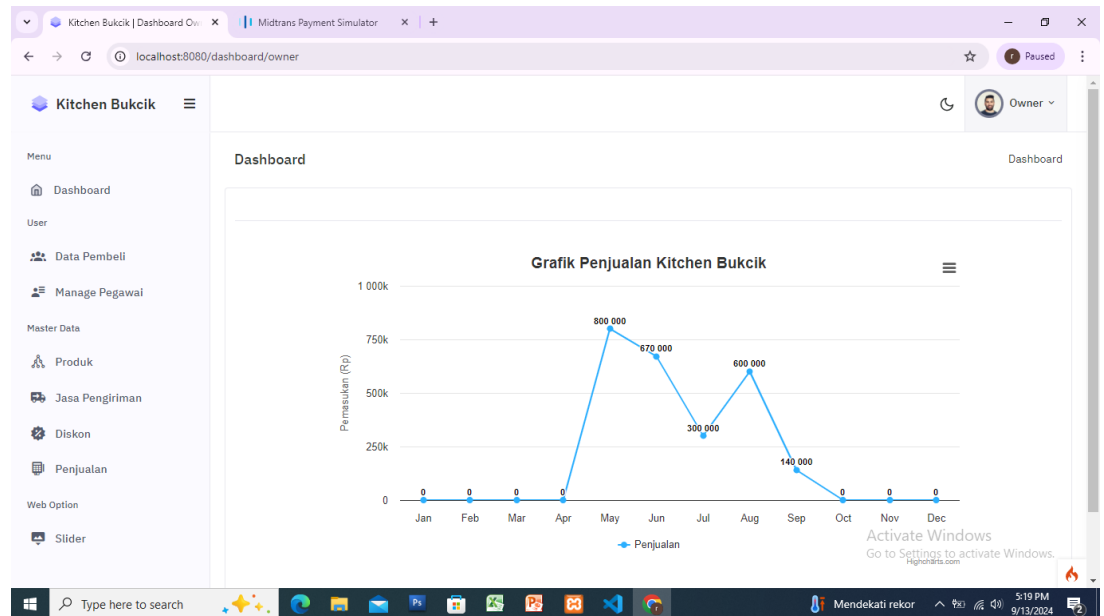 Kitchen Bukcik | Dashboard Ow
Midtrans Payment Simulator
localhost:8080/dashboard/owner
r
Paused
Kitchen Bukcik
Owner
Menu
Dashboard
Dashboard
Dashboard
User
Data Pembeli
Manage Pegawai
Master Data
Produk
Jasa Pengiriman
Diskon
Penjualan
Web Option
Slider
Grafik Penjualan Kitchen Bukcik
Pemasukan (Rp)
1 000k
750k
500k
250k
0
0
0
0
0
800 000
670 000
300 000
600 000
140 000
0
0
0
Jan Feb Mar Apr May Jun Jul Aug Sep Oct Nov Dec
Penjualan
Activate Windows
Go to Settings to activate Windows.
Highcharts.com
Type here to search
Ps
Mendekati rekor
5:19 PM
9/13/2024
2